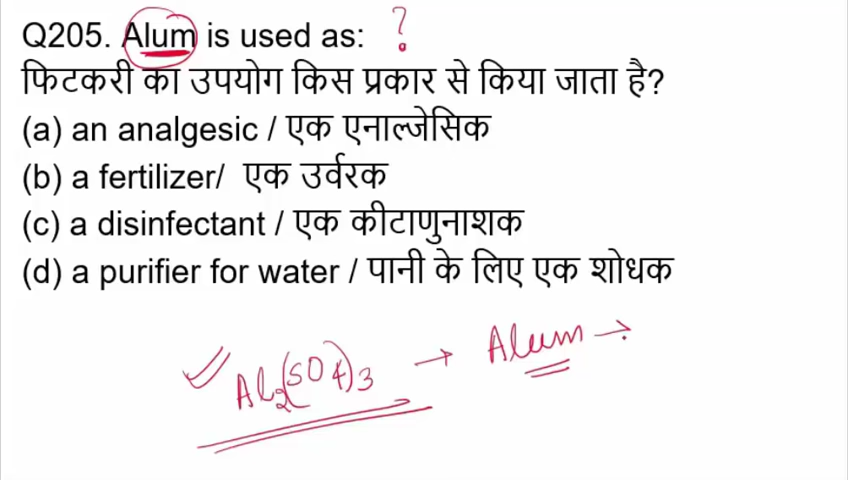 Q205. Alum is used as: ?
फिटकरी का उपयोग किस प्रकार से किया जाता है?
(a) an analgesic / एक एनाल्जेसिक
(b) a fertilizer/ एक उर्वरक
(c) a disinfectant / एक कीटाणुनाशक
(d) a purifier for water / पानी के लिए एक शोधक
✓ Al₂(SO4)₃ → Alum →